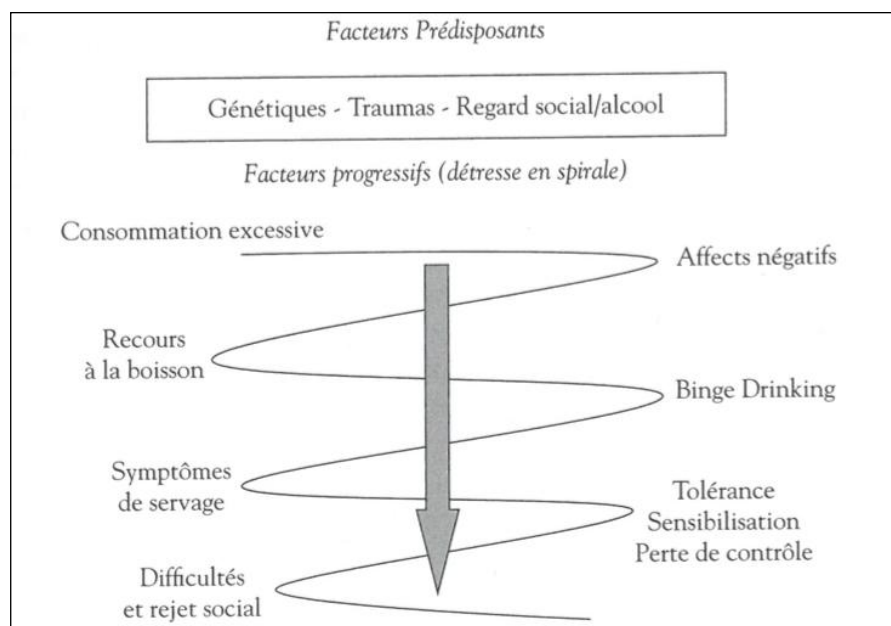 Facteurs Prédisposants
Génétiques - Traumas - Regard social/alcool
Facteurs progressifs (détresse en spirale)
Consommation excessive
Affects négatifs
Recours
à la boisson
Binge Drinking
Symptômes
de servage
Tolérance
Sensibilisation
Perte de contrôle
Difficultés
et rejet social